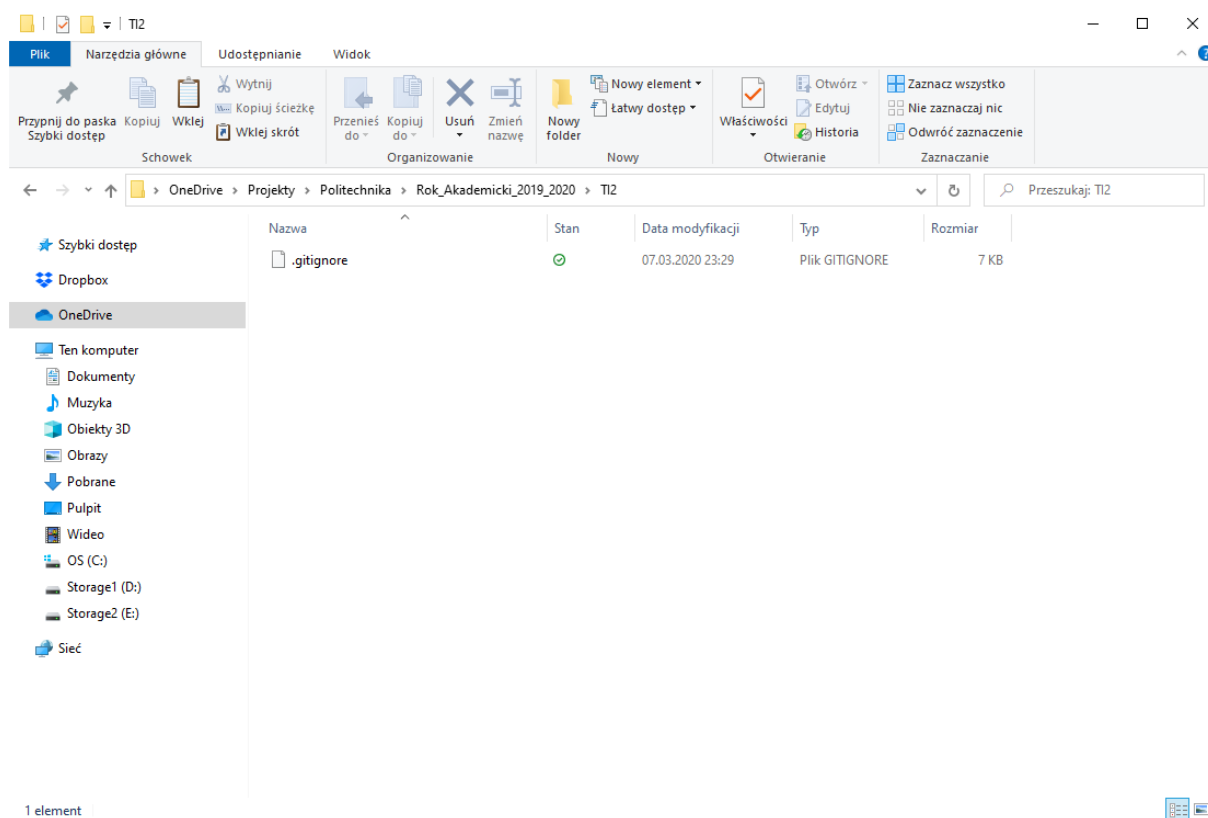 TI2
Plik Narzędzia główne Udostępnianie Widok
Przypnij do paska
Szybki dostęp
Kopiuj
Wklej
Wytnij
Kopiuj ścieżkę
Wklej skrót
Schowek
Przenieś
do
Kopiuj
do
Usuń
Zmień
nazwę
Organizowanie
Nowy
folder
Nowy element
Łatwy dostęp
Nowy
Właściwości
Otwórz
Edytuj
Historia
Otwieranie
Zaznacz wszystko
Nie zaznaczaj nic
Odwróć zaznaczenie
Zaznaczanie
OneDrive > Projekty > Politechnika > Rok_Akademicki_2019_2020 > TI2
Przeszukaj: TI2
Szybki dostęp
Dropbox
OneDrive
Ten komputer
Dokumenty
Muzyka
Obiekty 3D
Obrazy
Pobrane
Pulpit
Wideo
OS (C:)
Storage1 (D:)
Storage2 (E:)
Sieć
Nazwa Stan Data modyfikacji Typ Rozmiar
.gitignore 07.03.2020 23:29 Plik GITIGNORE 7 KB
1 element